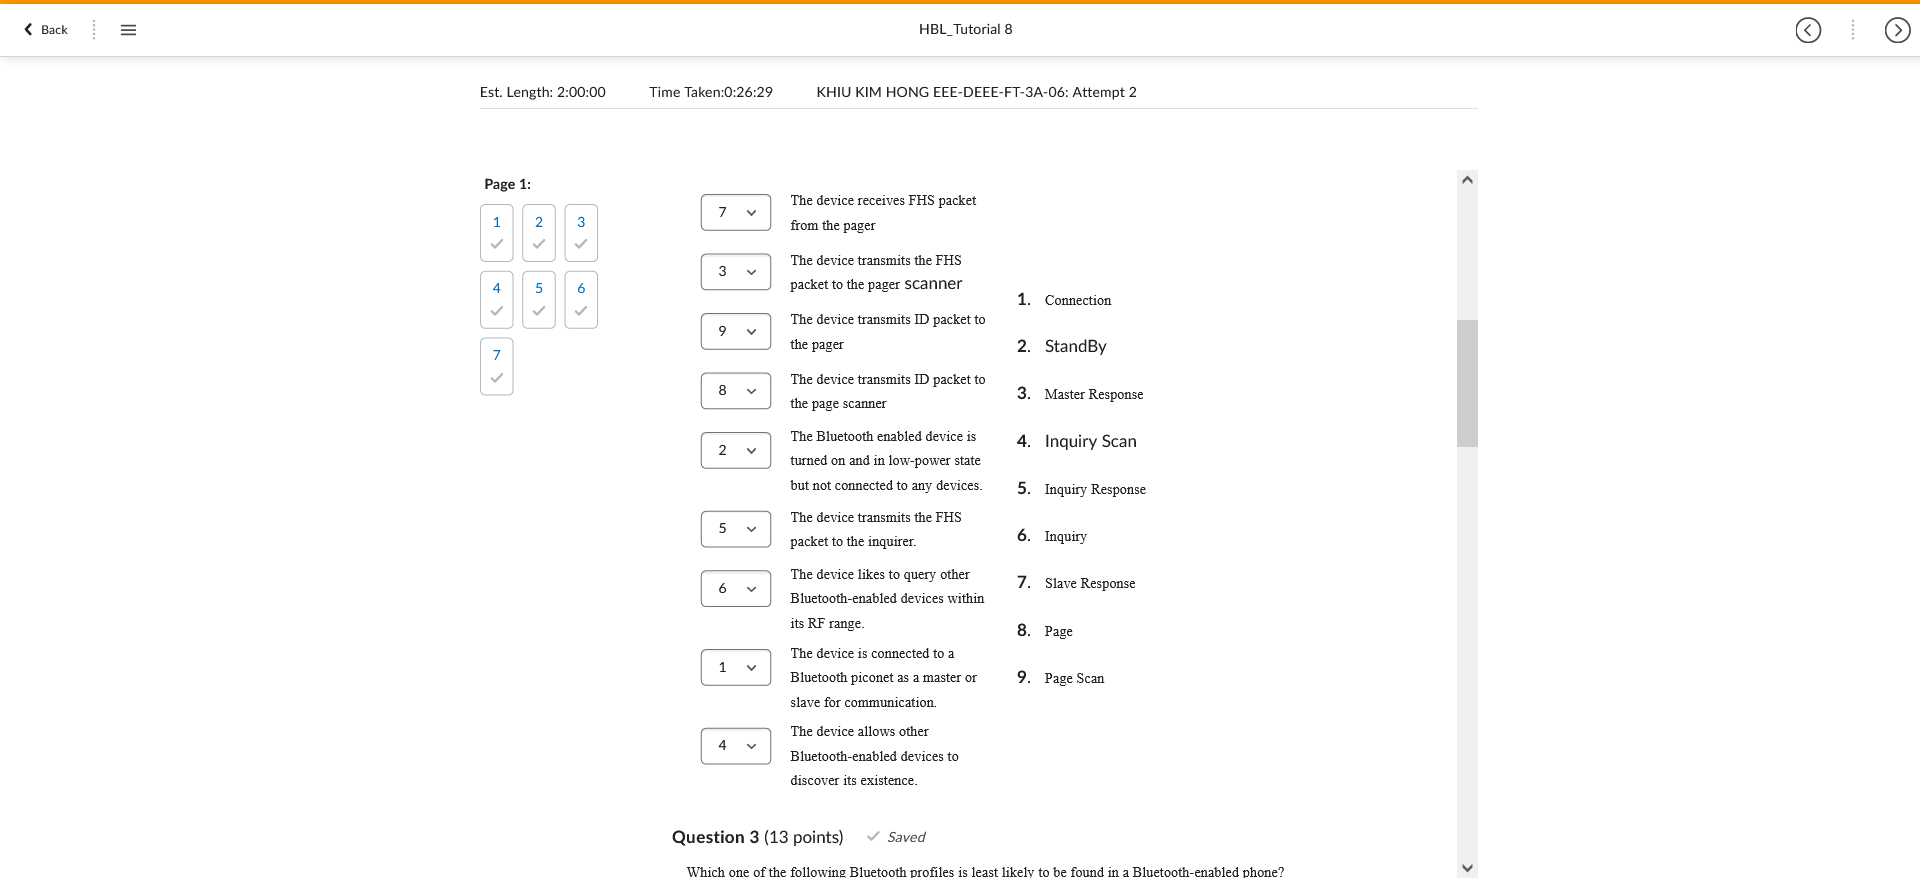 Back
HBL_Tutorial 8
Est. Length: 2:00:00 Time Taken:0:26:29 KHIU KIM HONG EEE-DEEE-FT-3A-06: Attempt 2
Page 1:
1 2 3
4 5 6
7
7 The device receives FHS packet
from the pager
3 The device transmits the FHS
packet to the pager scanner
9 The device transmits ID packet to
the pager
8 The device transmits ID packet to
the page scanner
2 The Bluetooth enabled device is
turned on and in low-power state
but not connected to any devices.
5 The device transmits the FHS
packet to the inquirer.
6 The device likes to query other
Bluetooth-enabled devices within
its RF range.
1 The device is connected to a
Bluetooth piconet as a master or
slave for communication.
4 The device allows other
Bluetooth-enabled devices to
discover its existence.
1. Connection
2. StandBy
3. Master Response
4. Inquiry Scan
5. Inquiry Response
6. Inquiry
7. Slave Response
8. Page
9. Page Scan
Question 3 (13 points) Saved
Which one of the following Bluetooth profiles is least likely to be found in a Bluetooth-enabled phone?